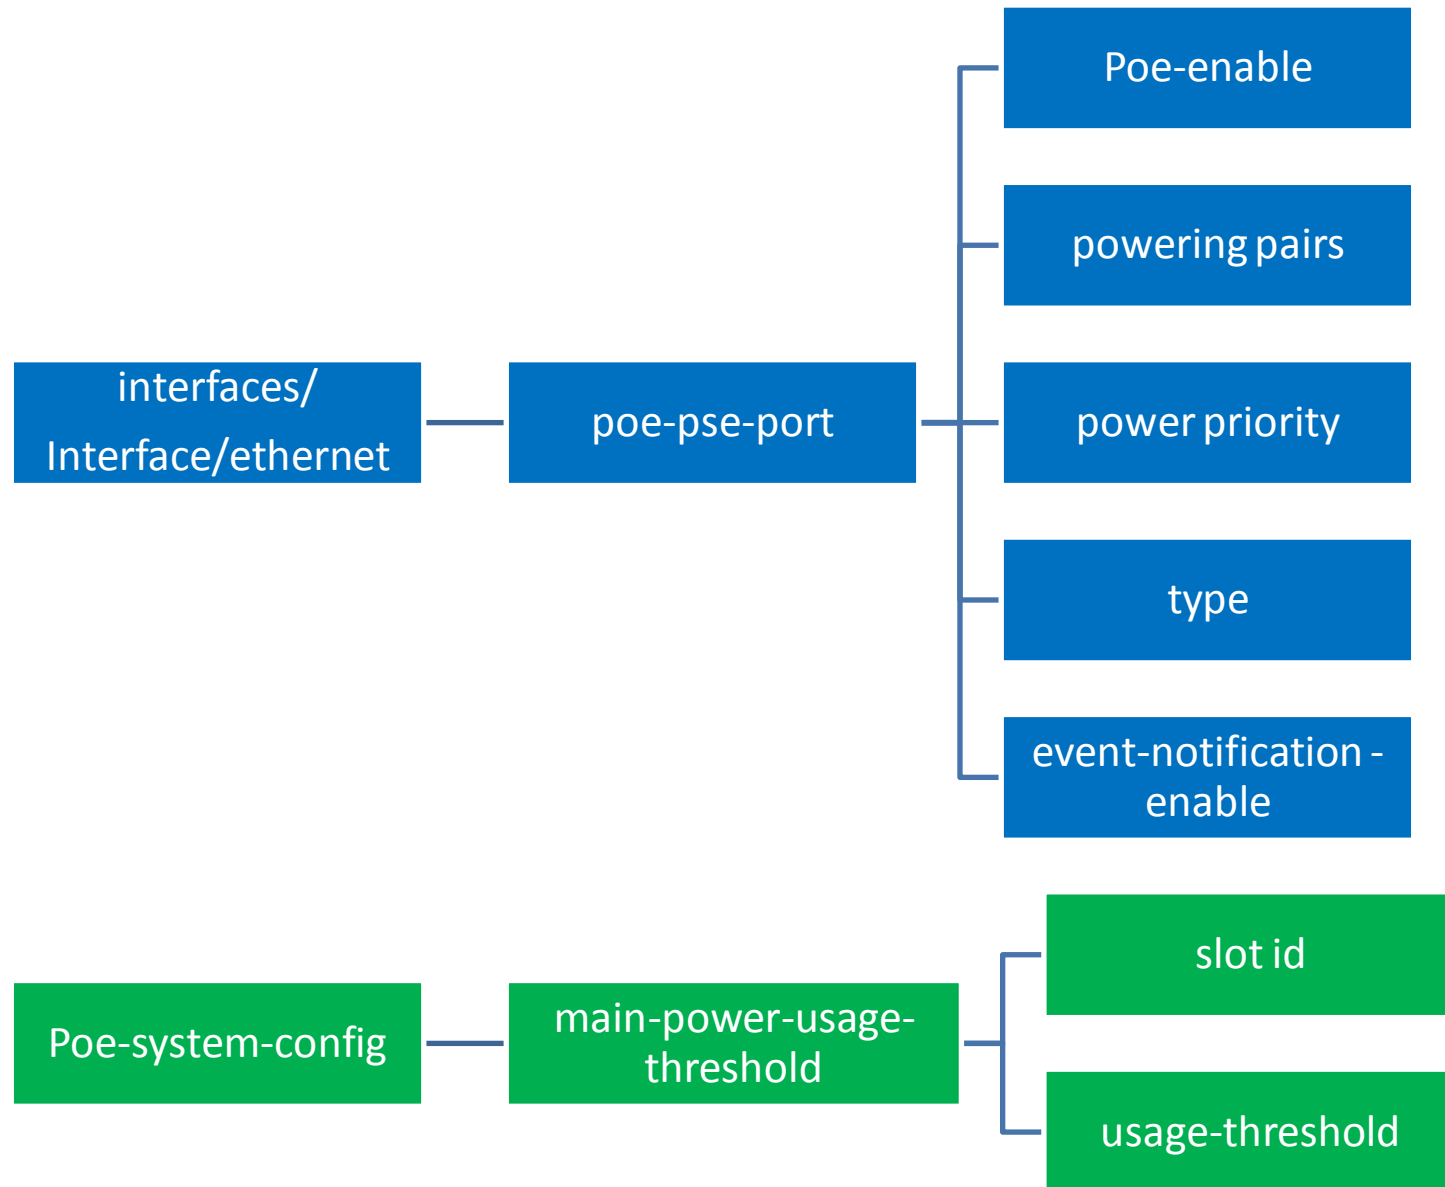 Poe-enable
powering pairs
interfaces/
Interface/ethernet
poe-pse-port
power priority
type
event-notification -
enable
slot id
Poe-system-config
main-power-usage-
threshold
usage-threshold